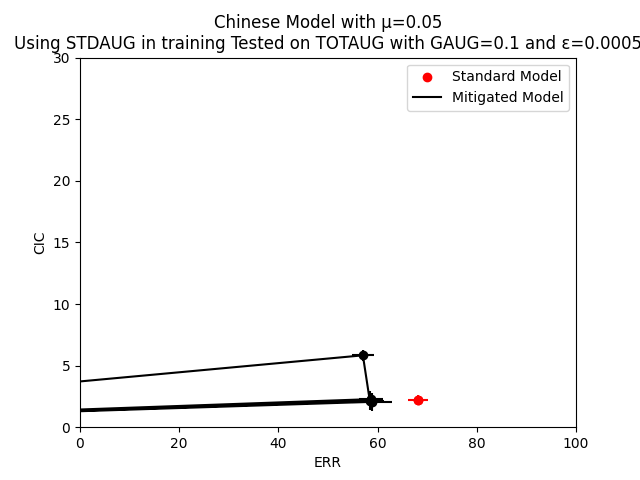 Chinese Model with μ=0.05
Using STDAUG in training Tested on TOTAUG with GAUG=0.1 and ε=0.0005
Standard Model
Mitigated Model
30
25
20
15
10
5
0
CIC
0 20 40 60 80 100
ERR